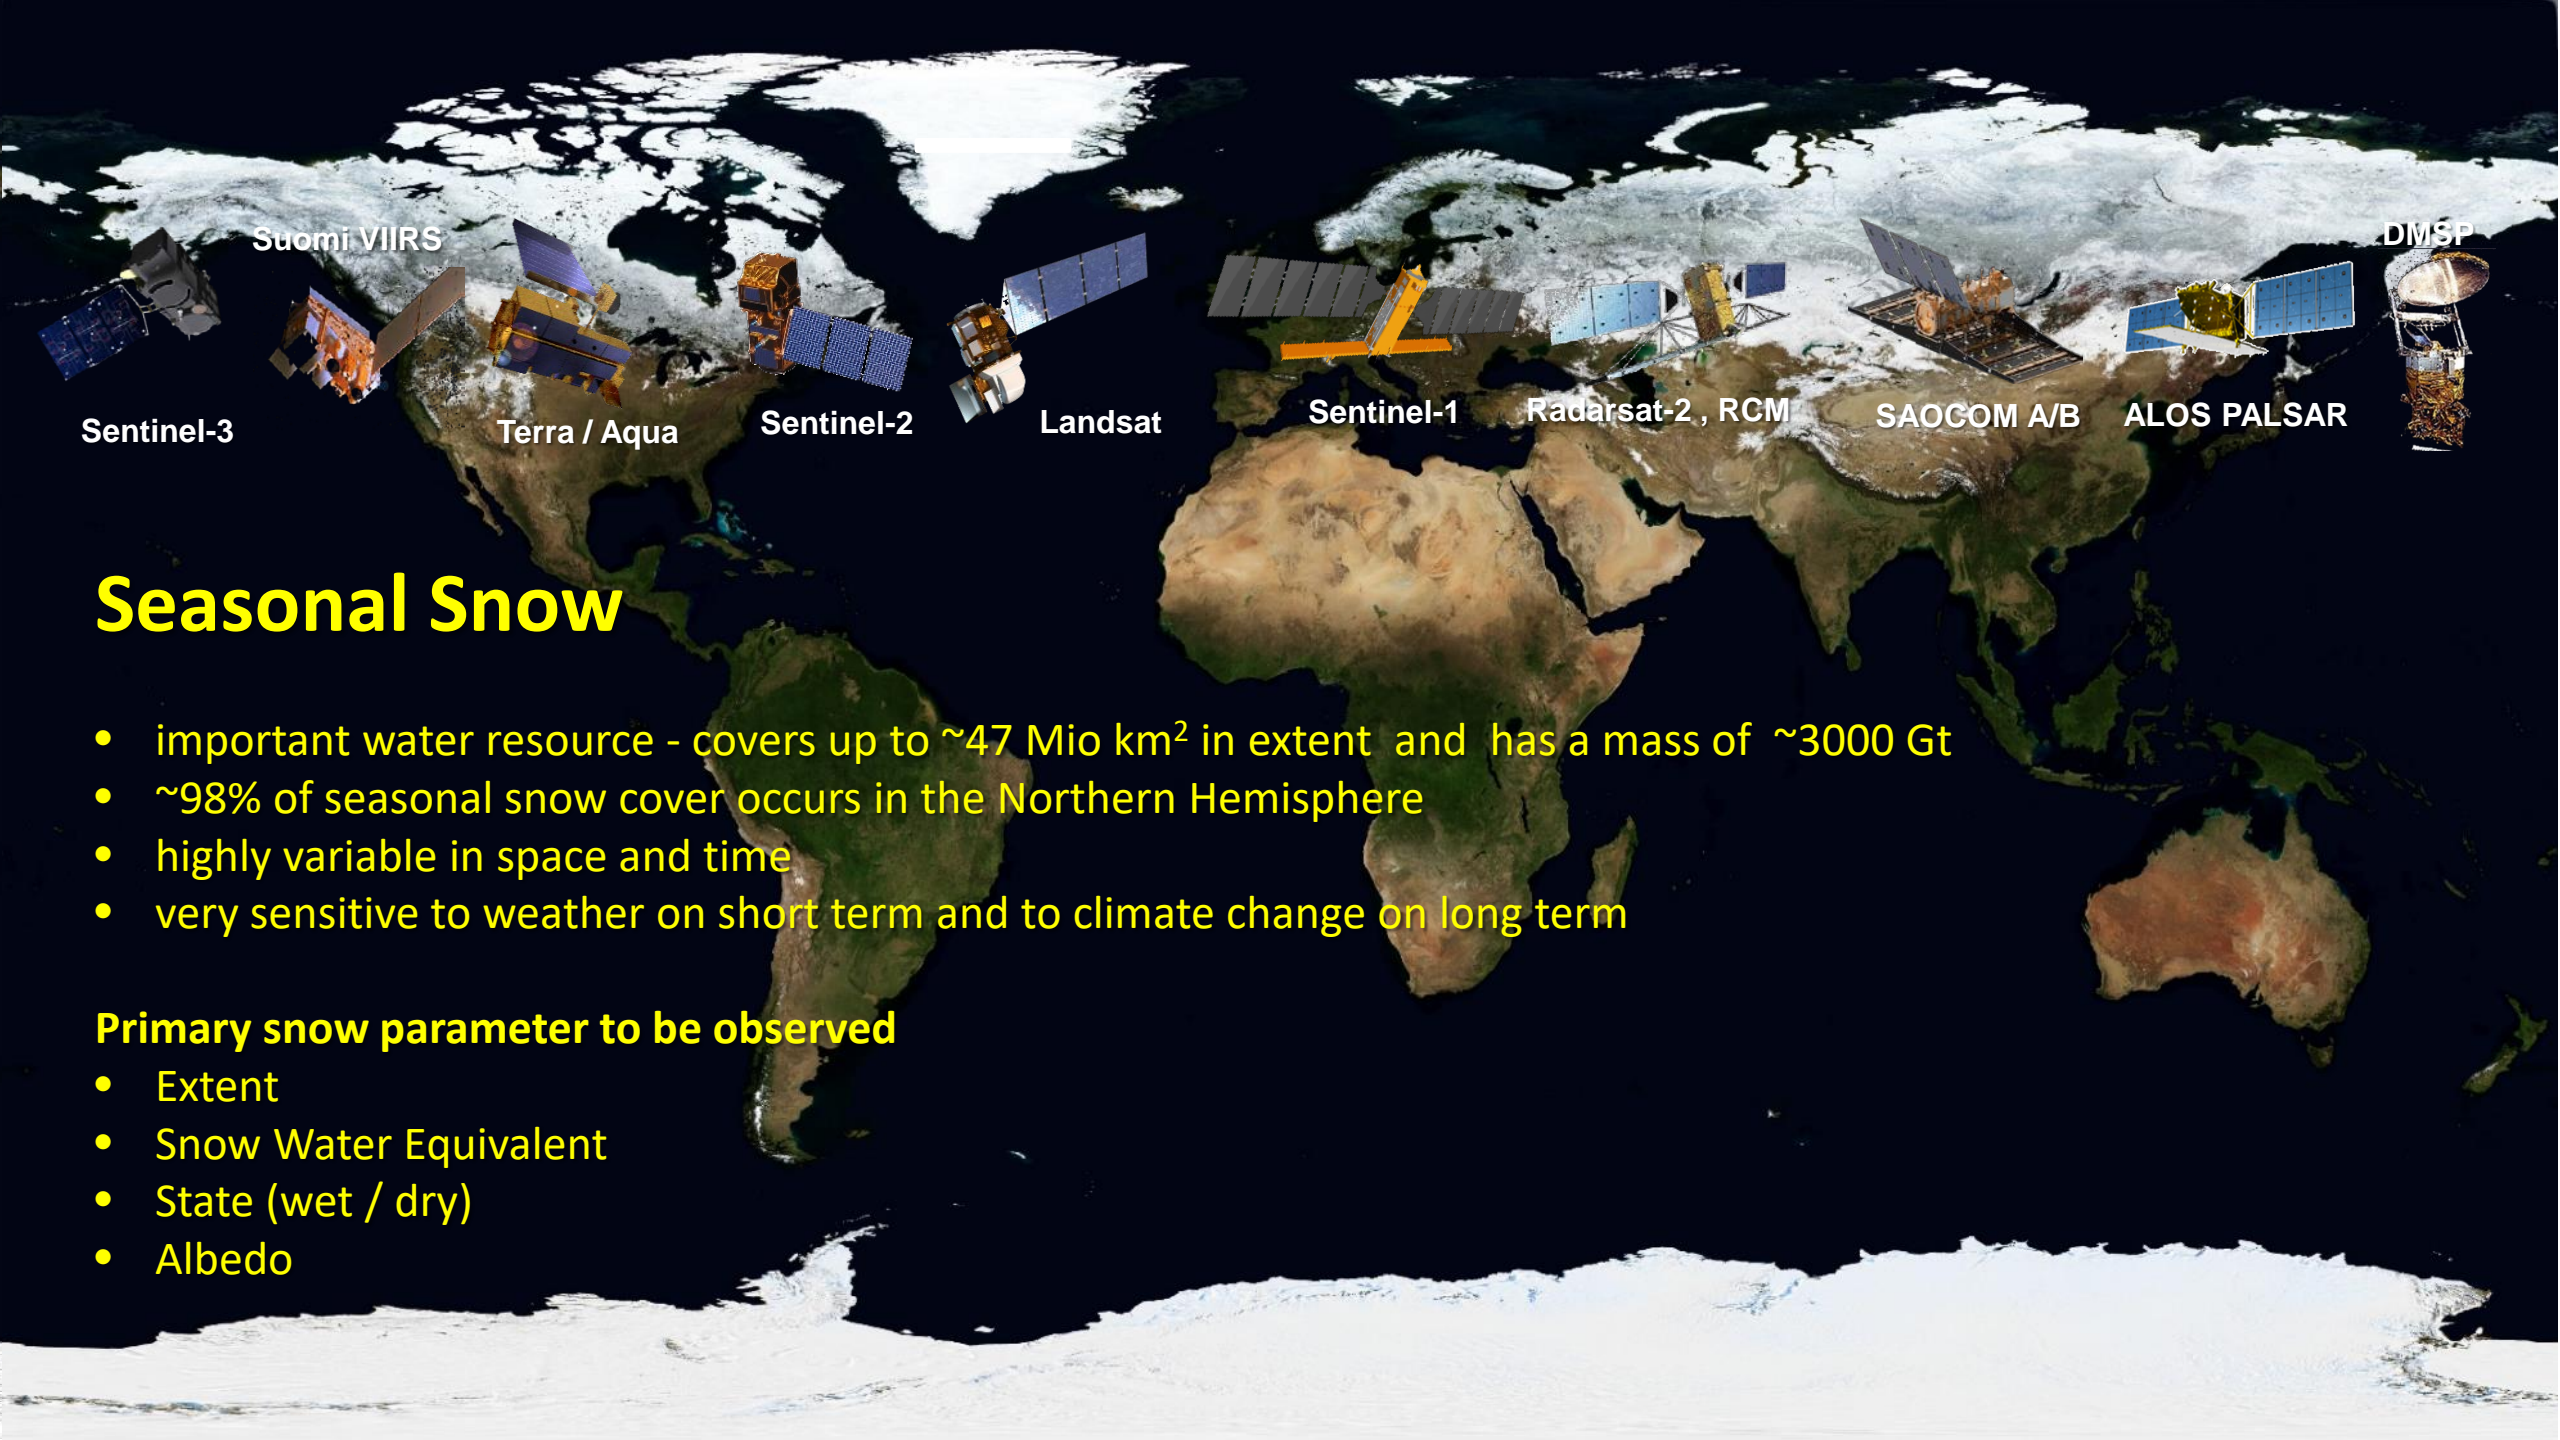 Suomi VIIRS
DMSP
Sentinel-3
Terra / Aqua
Sentinel-2
Landsat
Sentinel-1
Radarsat-2 , RCM
SAOCOM A/B
ALOS PALSAR
Seasonal Snow
• important water resource - covers up to ~47 Mio km² in extent and has a mass of ~3000 Gt
• ~98% of seasonal snow cover occurs in the Northern Hemisphere
• highly variable in space and time
• very sensitive to weather on short term and to climate change on long term
Primary snow parameter to be observed
• Extent
• Snow Water Equivalent
• State (wet / dry)
• Albedo